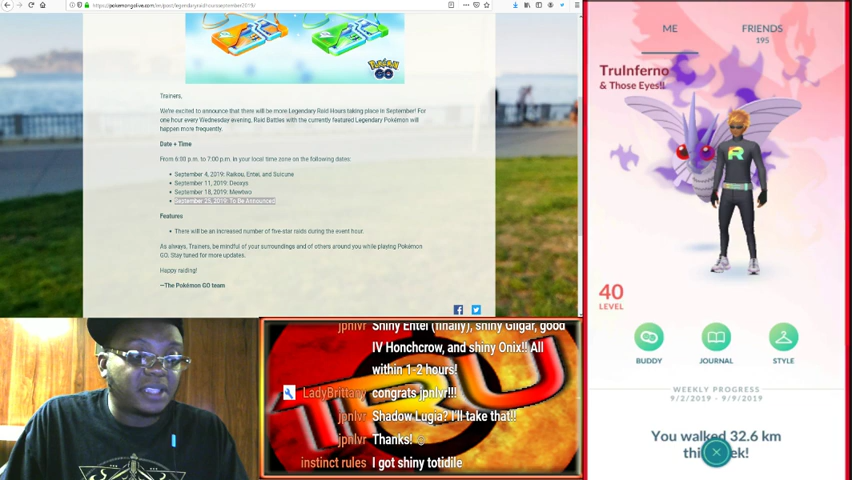 https://pokemongolive.com/en/post/legendaryraidhourseptember2019/
Pokémon
GO
Trainers,
We're excited to announce that there will be more Legendary Raid Hours taking place in September! For
one hour every Wednesday evening, Raid Battles with the currently featured Legendary Pokémon will
happen more frequently.
Date + Time
From 6:00 p.m. to 7:00 p.m. in your local time zone on the following dates:
• September 4, 2019: Raikou, Entei, and Suicune
• September 11, 2019: Deoxys
• September 18, 2019: Mewtwo
• September 25, 2019: To Be Announced
Features
• There will be an increased number of five-star raids during the event hour.
As always, Trainers, be mindful of your surroundings and of others around you while playing Pokémon
GO. Stay tuned for more updates.
Happy raiding!
—The Pokémon GO team
TRU
jpnlvr Shiny Entei (finally), shiny Gligar, good
IV Honchcrow, and shiny Onix!! All
within 1-2 hours!
LadyBrittany congrats jpnlvr!!!
jpnlvr Shadow Lugia? I'll take that!!
jpnlvr Thanks! ☺
instinct rules I got shiny totidile
ME
FRIENDS
195
TruInferno
& Those Eyes!!
R
40
LEVEL
BUDDY
JOURNAL
STYLE
WEEKLY PROGRESS
9/2/2019 - 9/9/2019
You walked 32.6 km